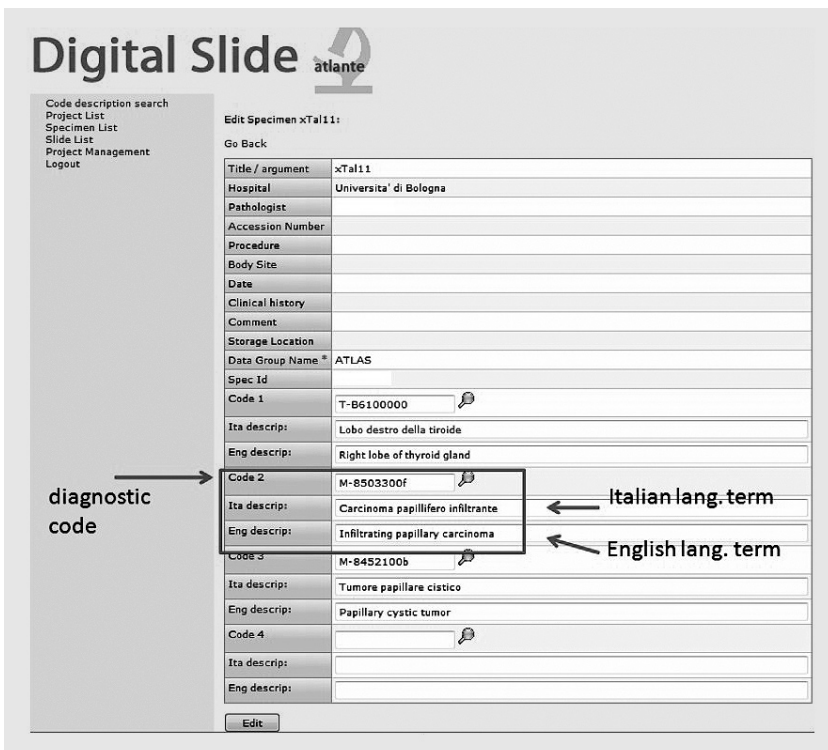 Digital Slide atlante
Code description search
Project List
Specimen List
Slide List
Project Management
Logout
Edit Specimen xTal11:
Go Back
Title / argument xTal11
Hospital Universita' di Bologna
Pathologist
Accession Number
Procedure
Body Site
Date
Clinical history
Comment
Storage Location
Data Group Name * ATLAS
Spec Id
Code 1 T-B6100000
Ita descrip: Lobo destro della tiroide
Eng descrip: Right lobe of thyroid gland
diagnostic code
Code 2 M-8503300f
Ita descrip: Carcinoma papillifero infiltrante
Italian lang. term
Eng descrip: Infiltrating papillary carcinoma
English lang. term
Code 3 M-8452100b
Ita descrip: Tumore papillare cistico
Eng descrip: Papillary cystic tumor
Code 4
Ita descrip:
Eng descrip:
Edit